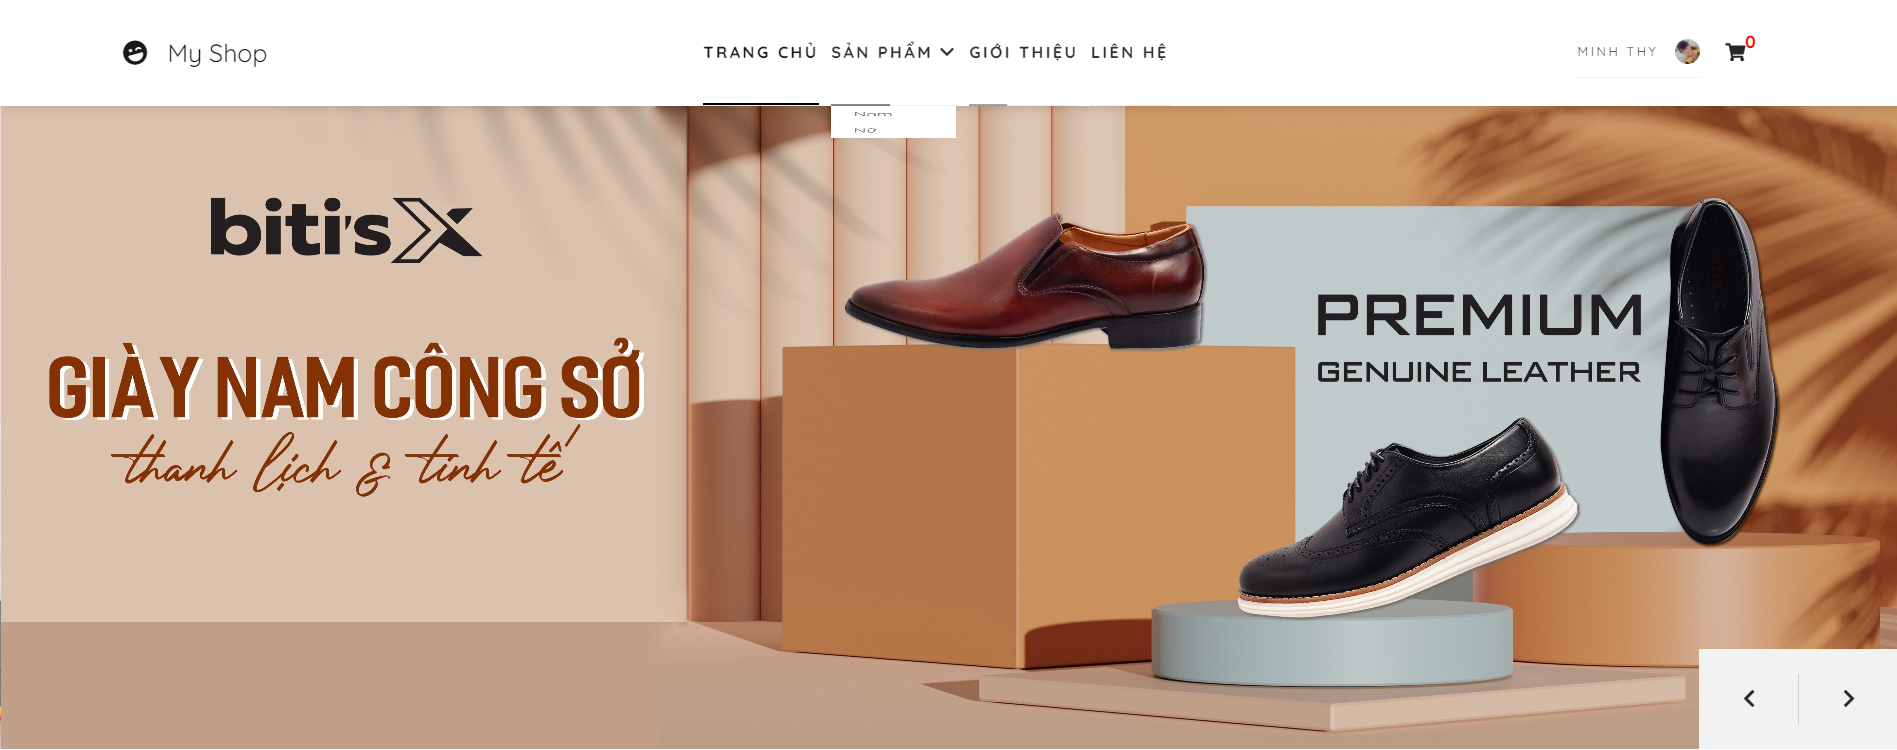 My Shop
TRANG CHỦ SẢN PHẨM GIỚI THIỆU LIÊN HỆ
MINH THY
0
Nam
Nữ
biti's X
GIÀY NAM CÔNG SỞ
thanh lịch & tinh tế
PREMIUM
GENUINE LEATHER